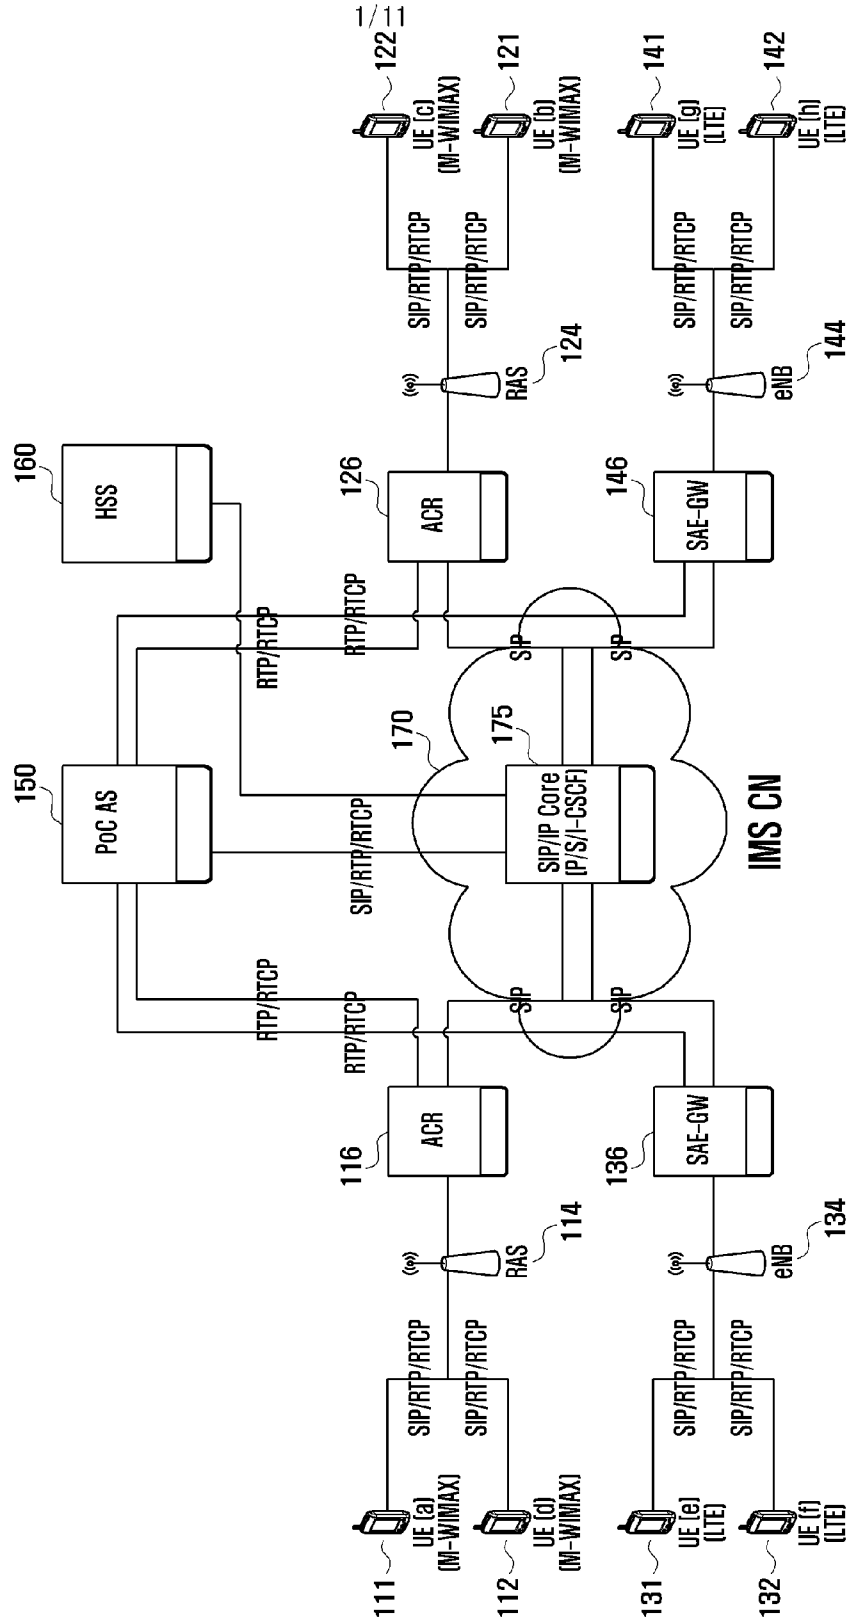 1/11
150
PoC AS
160
HSS
RTP/RTCP
RTP/RTCP
RTP/RTCP
RTP/RTCP
SIP/RTP/RTCP
111
UE (a)
(M-WIMAX)
112
UE (d)
(M-WIMAX)
SIP/RTP/RTCP
SIP/RTP/RTCP
RAS
114
116
ACR
170
175
SIP/IP Core
(P/S/I-CSCF)
SIP
SIP
SIP
SIP
126
ACR
RAS
124
SIP/RTP/RTCP
SIP/RTP/RTCP
122
UE (c)
(M-WIMAX)
121
UE (b)
(M-WIMAX)
131
UE (e)
(LTE)
132
UE (f)
(LTE)
SIP/RTP/RTCP
SIP/RTP/RTCP
eNB
134
136
SAE-GW
IMS CN
146
SAE-GW
eNB
144
SIP/RTP/RTCP
SIP/RTP/RTCP
141
UE (g)
(LTE)
142
UE (h)
(LTE)